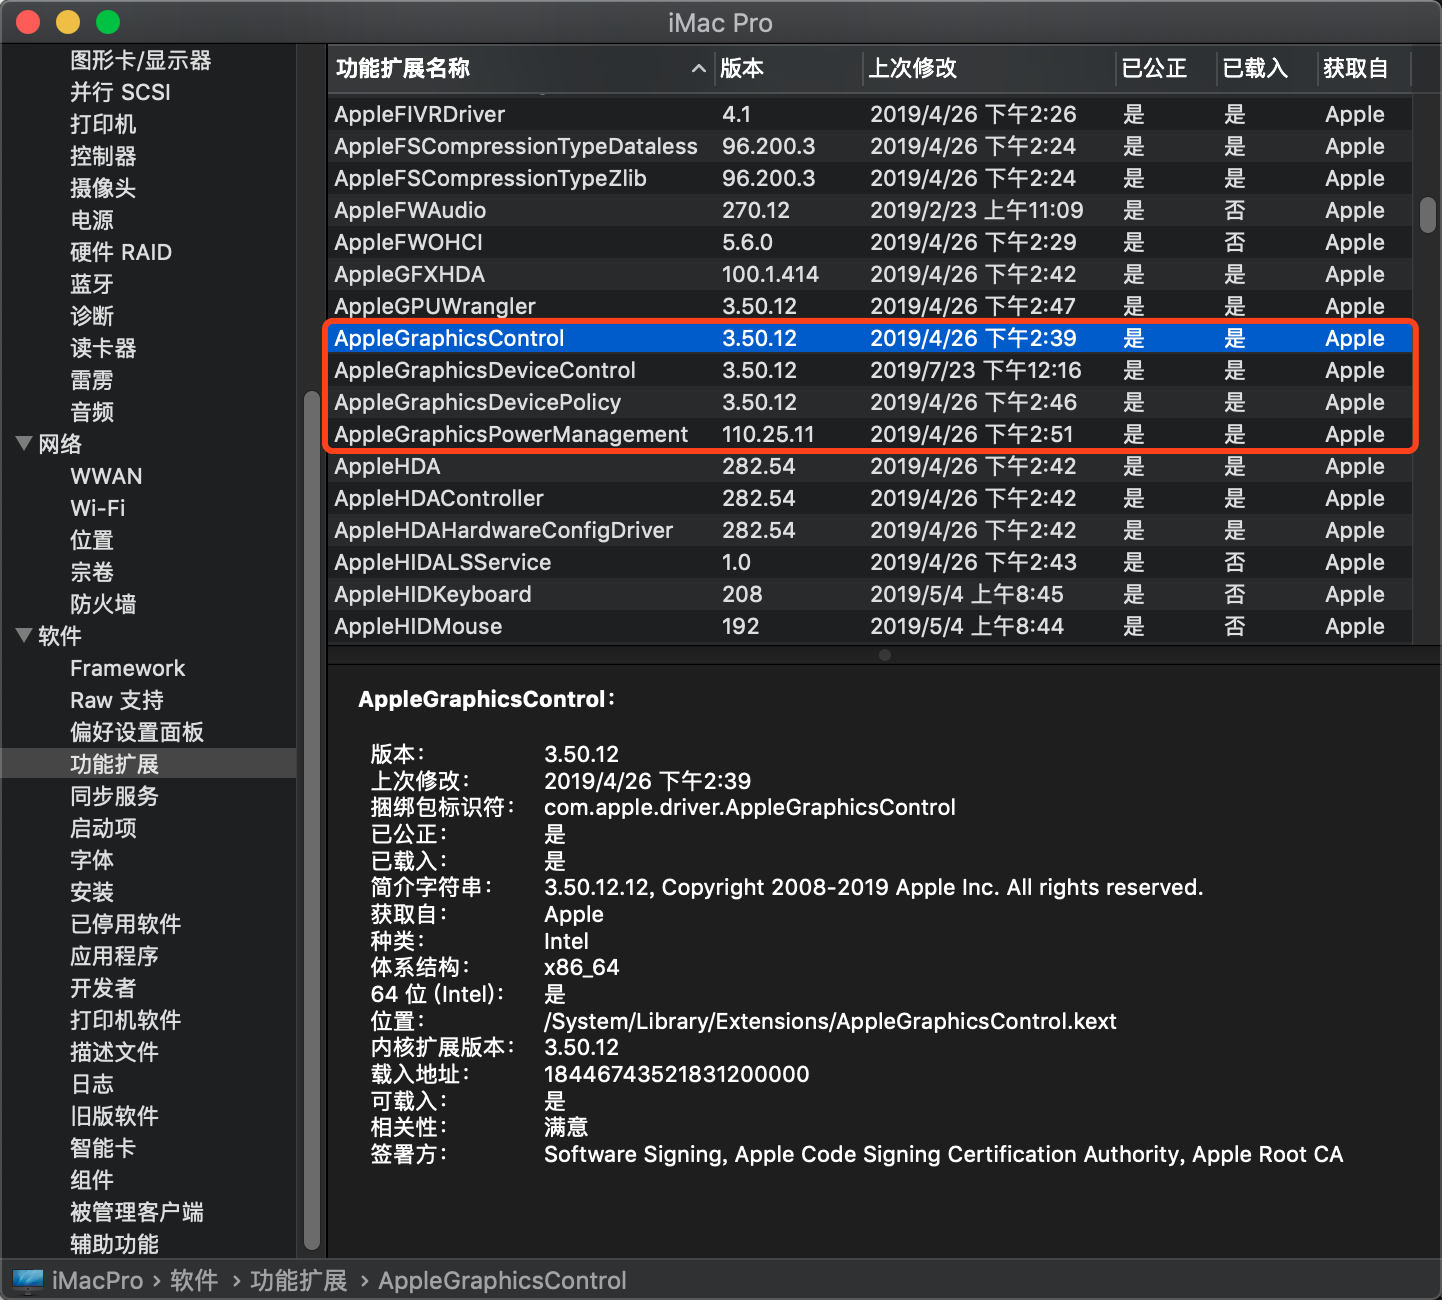 iMac Pro
图形卡/显示器
并行 SCSI
打印机
控制器
摄像头
电源
硬件 RAID
蓝牙
诊断
读卡器
雷雳
音频
网络
WWAN
Wi-Fi
位置
宗卷
防火墙
软件
Framework
Raw 支持
偏好设置面板
功能扩展
同步服务
启动项
字体
安装
已停用软件
应用程序
开发者
打印机软件
描述文件
日志
旧版软件
智能卡
组件
被管理客户端
辅助功能
功能扩展名称 版本 上次修改 已公正 已载入 获取自
AppleFIVRDriver 4.1 2019/4/26 下午2:26 是 是 Apple
AppleFSCompressionTypeDataless 96.200.3 2019/4/26 下午2:24 是 是 Apple
AppleFSCompressionTypeZlib 96.200.3 2019/4/26 下午2:24 是 是 Apple
AppleFWAudio 270.12 2019/2/23 上午11:09 是 否 Apple
AppleFWOHCI 5.6.0 2019/4/26 下午2:29 是 否 Apple
AppleGFXHDA 100.1.414 2019/4/26 下午2:42 是 是 Apple
AppleGPUWrangler 3.50.12 2019/4/26 下午2:47 是 是 Apple
AppleGraphicsControl 3.50.12 2019/4/26 下午2:39 是 是 Apple
AppleGraphicsDeviceControl 3.50.12 2019/7/23 下午12:16 是 是 Apple
AppleGraphicsDevicePolicy 3.50.12 2019/4/26 下午2:46 是 是 Apple
AppleGraphicsPowerManagement 110.25.11 2019/4/26 下午2:51 是 是 Apple
AppleHDA 282.54 2019/4/26 下午2:42 是 是 Apple
AppleHDAController 282.54 2019/4/26 下午2:42 是 是 Apple
AppleHDAHardwareConfigDriver 282.54 2019/4/26 下午2:42 是 是 Apple
AppleHIDALSService 1.0 2019/4/26 下午2:43 是 否 Apple
AppleHIDKeyboard 208 2019/5/4 上午8:45 是 否 Apple
AppleHIDMouse 192 2019/5/4 上午8:44 是 否 Apple
AppleGraphicsControl：
版本： 3.50.12
上次修改： 2019/4/26 下午2:39
捆绑包标识符： com.apple.driver.AppleGraphicsControl
已公正： 是
已载入： 是
简介字符串： 3.50.12.12, Copyright 2008-2019 Apple Inc. All rights reserved.
获取自： Apple
种类： Intel
体系结构： x86_64
64 位 (Intel)： 是
位置： /System/Library/Extensions/AppleGraphicsControl.kext
内核扩展版本： 3.50.12
载入地址： 18446743521831200000
可载入： 是
相关性： 满意
签署方： Software Signing, Apple Code Signing Certification Authority, Apple Root CA
iMacPro › 软件 › 功能扩展 › AppleGraphicsControl